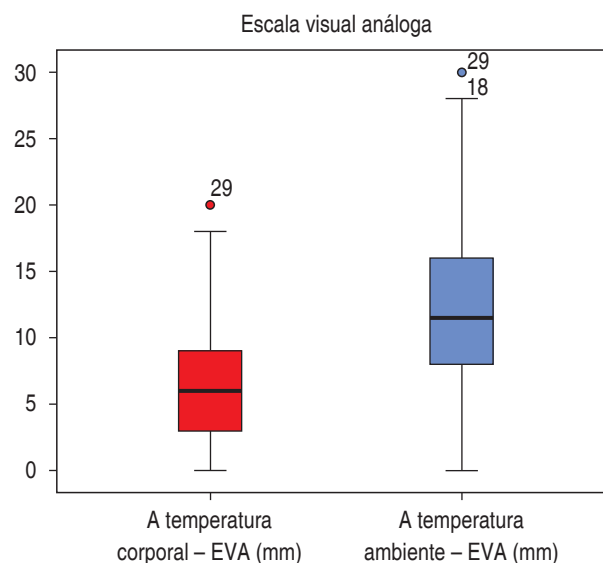 Escala visual análoga
30
25
20
15
10
5
0
29
29
18
A temperatura
corporal – EVA (mm)
A temperatura
ambiente – EVA (mm)